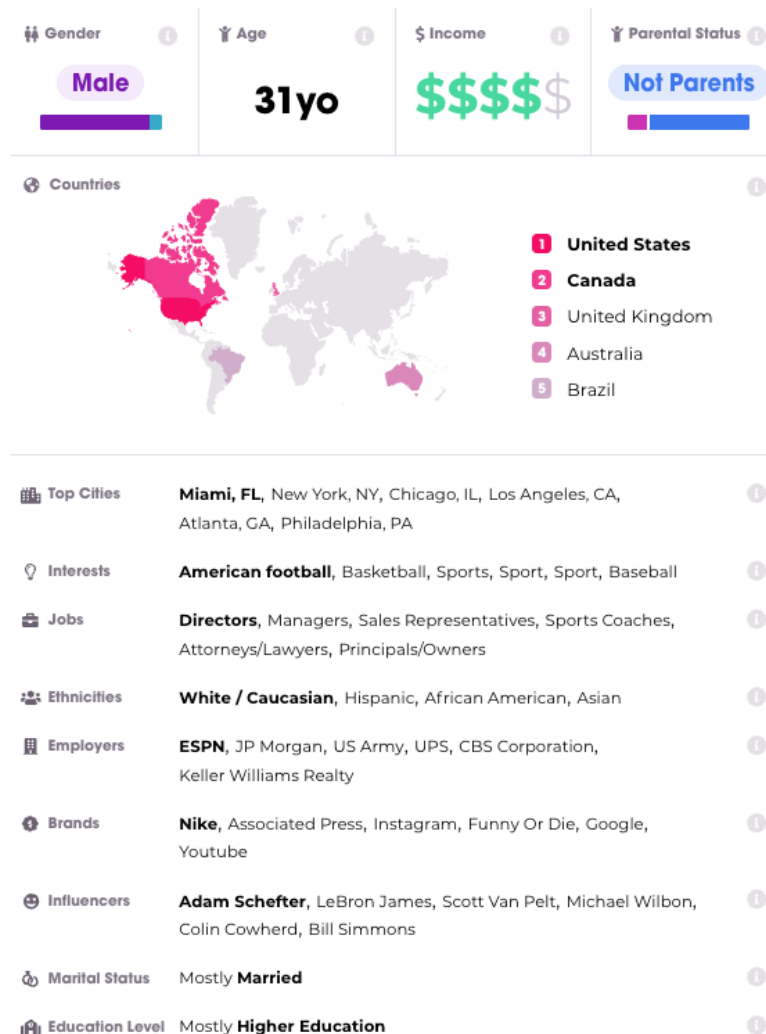 Gender
Age
$ Income
Parental Status
Male
31yo
$$$$$
Not Parents
Countries
1 United States
2 Canada
3 United Kingdom
4 Australia
5 Brazil
Top Cities Miami, FL, New York, NY, Chicago, IL, Los Angeles, CA,
Atlanta, GA, Philadelphia, PA
Interests American football, Basketball, Sports, Sport, Sport, Baseball
Jobs Directors, Managers, Sales Representatives, Sports Coaches,
Attorneys/Lawyers, Principals/Owners
Ethnicities White / Caucasian, Hispanic, African American, Asian
Employers ESPN, JP Morgan, US Army, UPS, CBS Corporation,
Keller Williams Realty
Brands Nike, Associated Press, Instagram, Funny Or Die, Google,
Youtube
Influencers Adam Schefter, LeBron James, Scott Van Pelt, Michael Wilbon,
Colin Cowherd, Bill Simmons
Marital Status Mostly Married
Education Level Mostly Higher Education